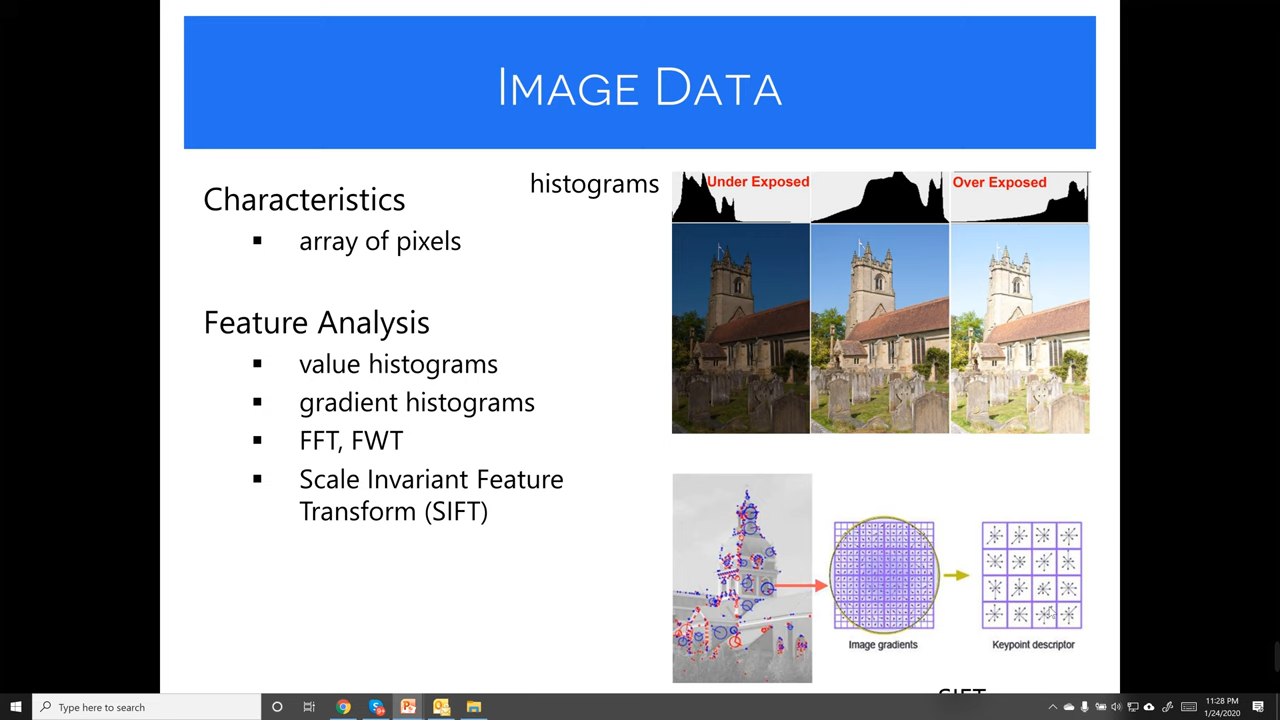 IMAGE DATA
Characteristics
▪ array of pixels
Feature Analysis
▪ value histograms
▪ gradient histograms
▪ FFT, FWT
▪ Scale Invariant Feature
Transform (SIFT)
histograms
Under Exposed
Over Exposed
Image gradients
Keypoint descriptor
SIFT
Type here to search
11:28 PM
1/24/2020